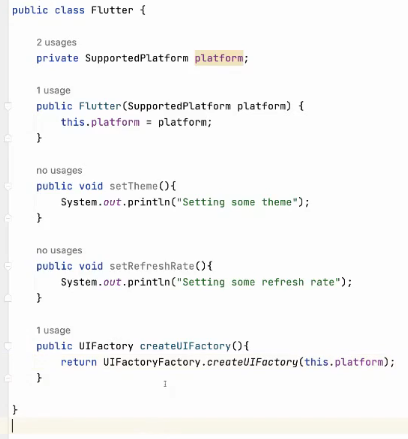 public class Flutter {
2 usages
private SupportedPlatform platform;
1 usage
public Flutter(SupportedPlatform platform) {
this.platform = platform;
}
no usages
public void setTheme(){
System.out.println("Setting some theme");
}
no usages
public void setRefreshRate(){
System.out.println("Setting some refresh rate");
}
1 usage
public UIFactory createUIFactory(){
return UIFactoryFactory.createUIFactory(this.platform);
}
}